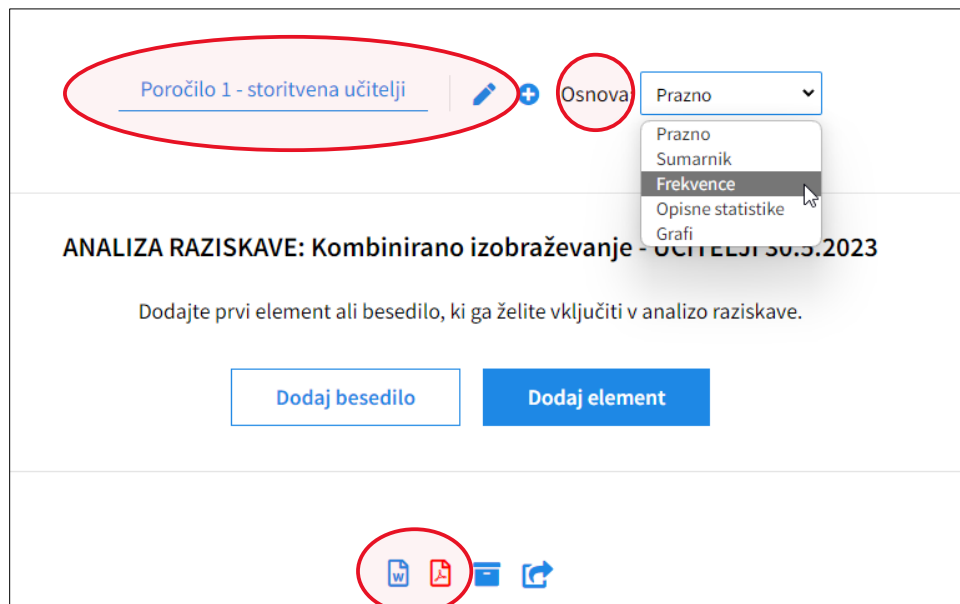 Poročilo 1 - storitvena učitelji
Osnova: Prazno
Prazno
Sumarnik
Frekvence
Opisne statistike
Grafi
ANALIZA RAZISKAVE: Kombinirano izobraževanje - UČITELJI 30.5.2023
Dodajte prvi element ali besedilo, ki ga želite vključiti v analizo raziskave.
Dodaj besedilo Dodaj element